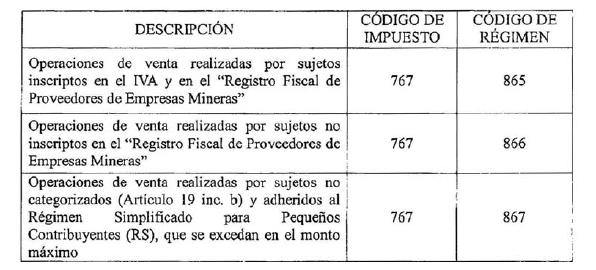 DESCRIPCIÓN
CÓDIGO DE
IMPUESTO
CÓDIGO DE
RÉGIMEN
Operaciones de venta realizadas por sujetos
inscriptos en el IVA y en el “Registro Fiscal de
Proveedores de Empresas Mineras”
767
865
Operaciones de venta realizadas por sujetos no
inscriptos en el “Registro Fiscal de Proveedores de
Empresas Mineras”
767
866
Operaciones de venta realizadas por sujetos no
categorizados (Artículo 19 inc. b) y adheridos al
Régimen Simplificado para Pequeños
Contribuyentes (RS), que se excedan en el monto
máximo
767
867